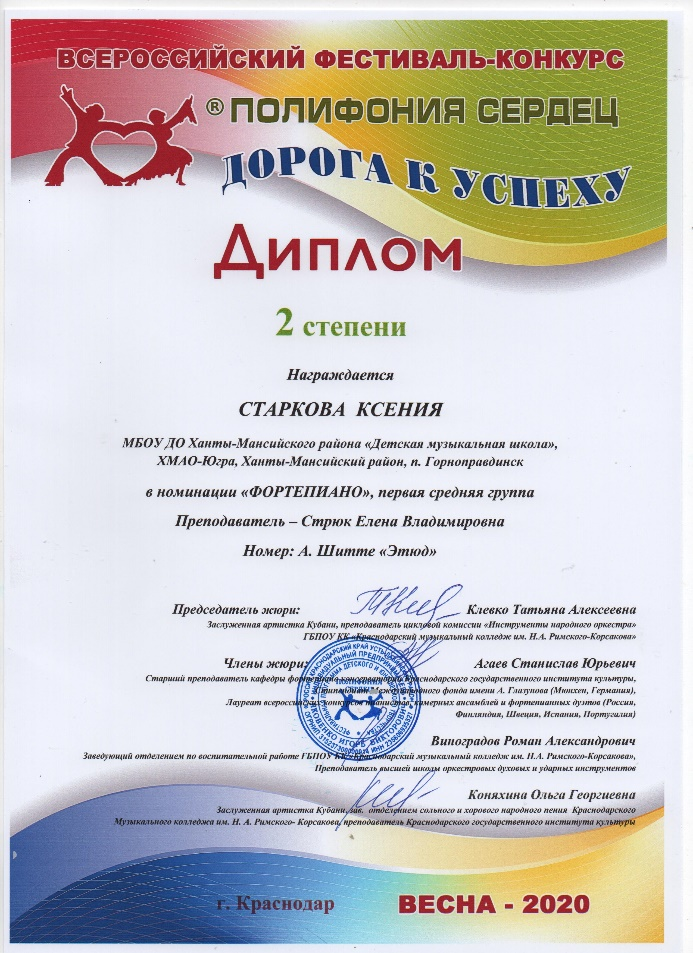 ВСЕРОССИЙСКИЙ ФЕСТИВАЛЬ-КОНКУРС
® ПОЛИФОНИЯ СЕРДЕЦ
ДОРОГА К УСПЕХУ
Диплом
2 степени
Награждается
СТАРКОВА КСЕНИЯ
МБОУ ДО Ханты-Мансийского района «Детская музыкальная школа»,
ХМАО-Югра, Ханты-Мансийский район, п. Горноправдинск
в номинации «ФОРТЕПИАНО», первая средняя группа
Преподаватель – Стрюк Елена Владимировна
Номер: А. Шитте «Этюд»
Председатель жюри: Клевко Татьяна Алексеевна
Заслуженная артистка Кубани, преподаватель цикловой комиссии «Инструменты народного оркестра»
ГБПОУ КК «Краснодарский музыкальный колледж им. Н.А. Римского-Корсакова»
Члены жюри: Агаев Станислав Юрьевич
Старший преподаватель кафедры фортепиано консерватории Краснодарского государственного института культуры,
Международного фонда имени А. Глазунова (Мюнхен, Германия),
Лауреат всероссийских конкурсов пианистов, камерных ансамблей и фортепианных дуэтов (Россия,
Финляндия, Швеция, Испания, Португалия)
Виноградов Роман Александрович
Заведующий отделением по воспитательной работе ГБПОУ КК «Краснодарский музыкальный колледж им. Н.А. Римского-Корсакова»,
Преподаватель высшей школы оркестровых духовых и ударных инструментов
Коняхина Ольга Георгиевна
Заслуженная артистка Кубани, зав. отделением сольного и хорового народного пения Краснодарского
Музыкального колледжа им. Н. А. Римского- Корсакова, преподаватель Краснодарского государственного института культуры
г. Краснодар ВЕСНА - 2020